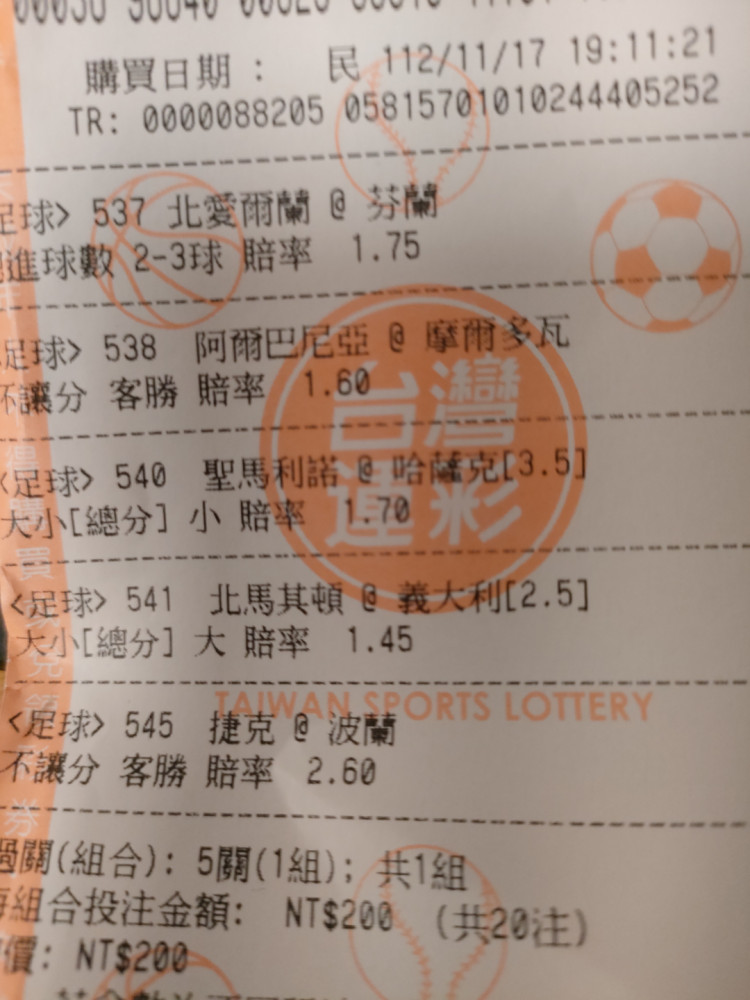 購買日期： 民 112/11/17 19:11:21
TR: 0000088205 05815701010244405252
足球> 537 北愛爾蘭 @ 芬蘭
進球數 2-3球 賠率 1.75
足球> 538 阿爾巴尼亞 @ 摩爾多瓦
不讓分 客勝 賠率 1.60
<足球> 540 聖馬利諾 @ 哈薩克[3.5]
大小[總分] 小 賠率 1.70
台灣
運彩
<足球> 541 北馬其頓 @ 義大利[2.5]
大小[總分] 大 賠率 1.45
TAIWAN SPORTS LOTTERY
<足球> 545 捷克 @ 波蘭
不讓分 客勝 賠率 2.60
過關(組合): 5關(1組); 共1組
每組合投注金額: NT$200 (共20注)
價: NT$200